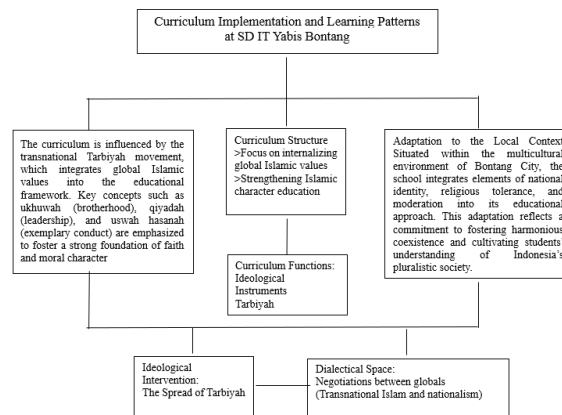 Curriculum Implementation and Learning Patterns
at SD IT Yabis Bontang
The curriculum is influenced by the
transnational Tarbiyah movement,
which integrates global Islamic
values into the educational
framework. Key concepts such as
ukhuwah (brotherhood), qiyadah
(leadership), and uswah hasanah
(exemplary conduct) are emphasized
to foster a strong foundation of faith
and moral character
Curriculum Structure
>Focus on internalizing
global Islamic values
>Strengthening Islamic
character education
Adaptation to the Local Context
Situated within the multicultural
environment of Bontang City, the
school integrates elements of national
identity, religious tolerance, and
moderation into its educational
approach. This adaptation reflects a
commitment to fostering harmonious
coexistence and cultivating students'
understanding of Indonesia's
pluralistic society.
Curriculum Functions:
Ideological
Instruments
Tarbiyah
Ideological
Intervention:
The Spread of Tarbiyah
Dialectical Space:
Negotiations between globals
(Transnational Islam and nationalism)